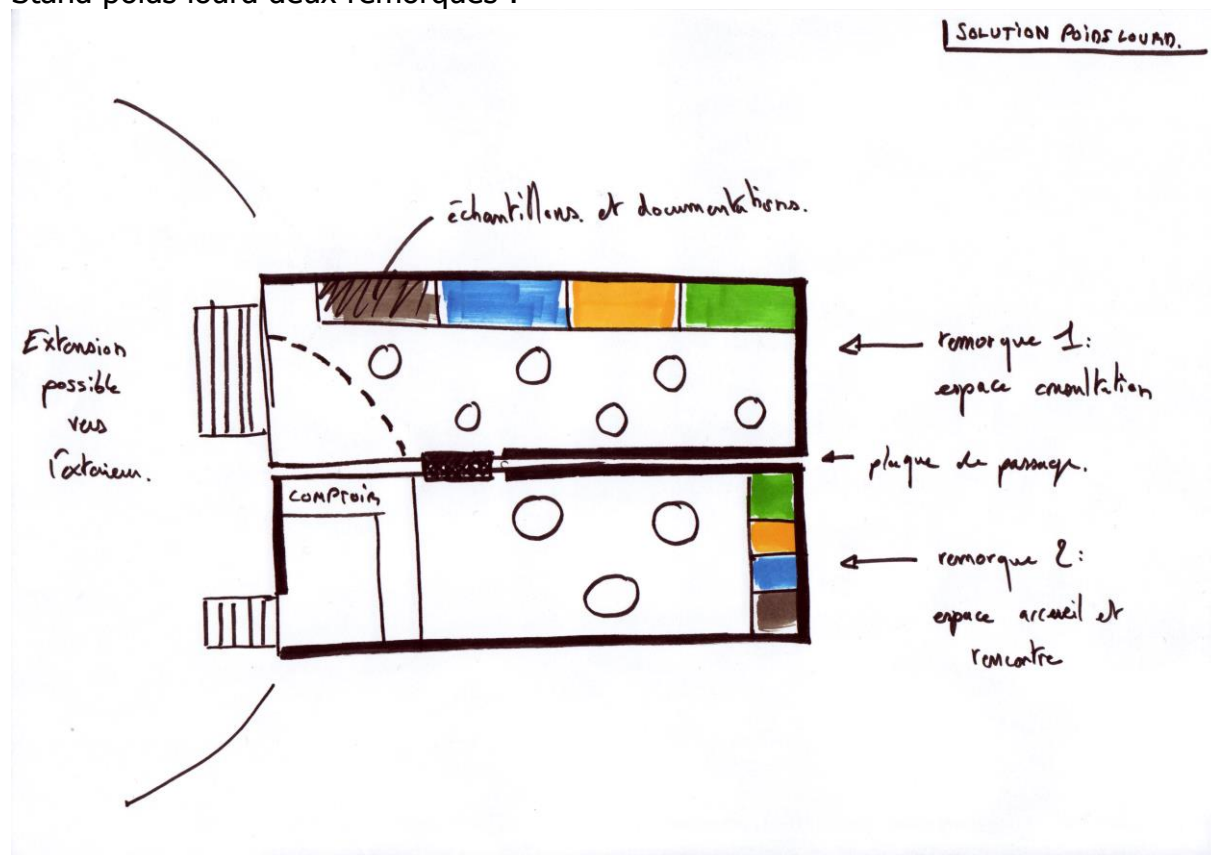 Stand poids lourd deux remorques :
SOLUTION POIDS LOURD.
échantillons. et documentations.
Extension
possible
vers
l'extérieur.
remorque 1:
espace consultation
plaque de passage.
COMPTOIR
remorque 2:
espace accueil et
rencontre